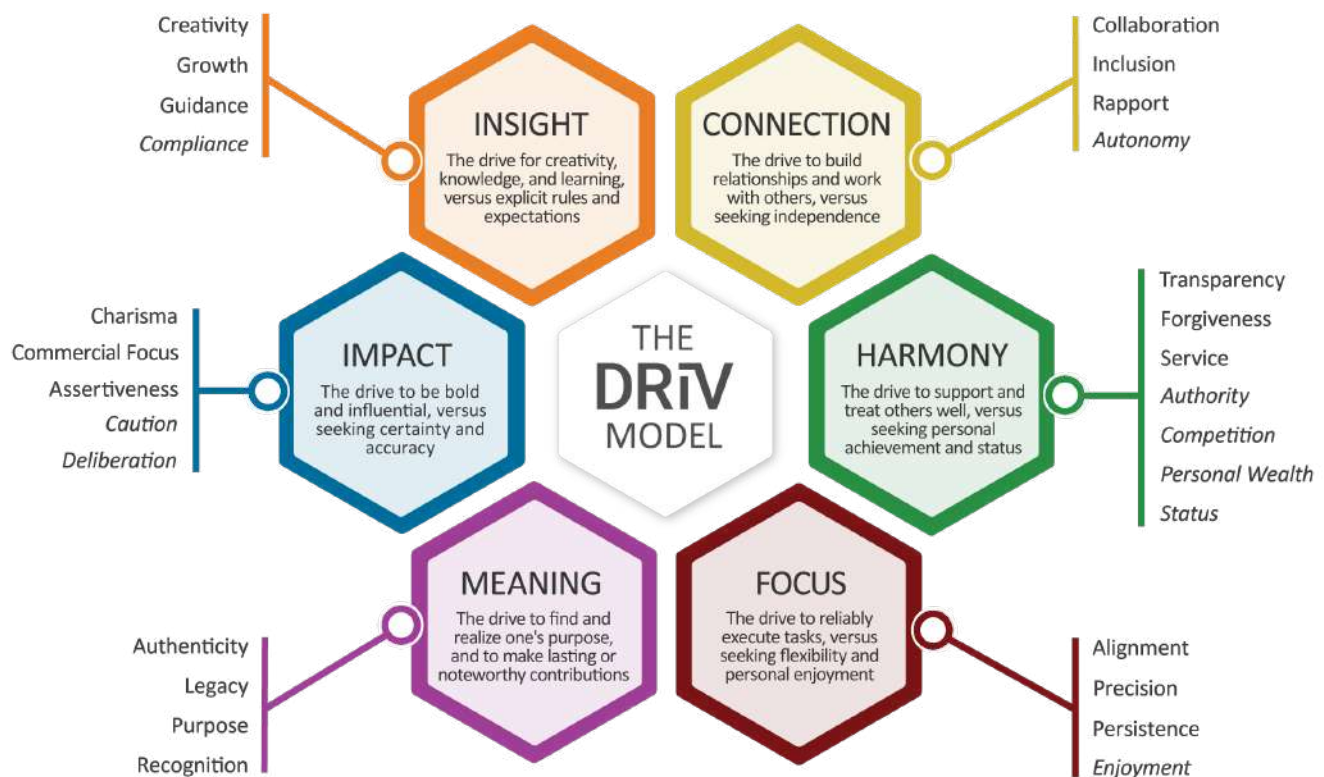 Creativity
Growth
Guidance
Compliance
INSIGHT
The drive for creativity,
knowledge, and learning,
versus explicit rules and
expectations
CONNECTION
The drive to build
relationships and work
with others, versus
seeking independence
Collaboration
Inclusion
Rapport
Autonomy
Charisma
Commercial Focus
Assertiveness
Caution
Deliberation
IMPACT
The drive to be bold
and influential, versus
seeking certainty and
accuracy
THE
DRiV
MODEL
HARMONY
The drive to support and
treat others well, versus
seeking personal
achievement and status
Transparency
Forgiveness
Service
Authority
Competition
Personal Wealth
Status
Authenticity
Legacy
Purpose
Recognition
MEANING
The drive to find and
realize one's purpose,
and to make lasting or
noteworthy contributions
FOCUS
The drive to reliably
execute tasks, versus
seeking flexibility and
personal enjoyment
Alignment
Precision
Persistence
Enjoyment